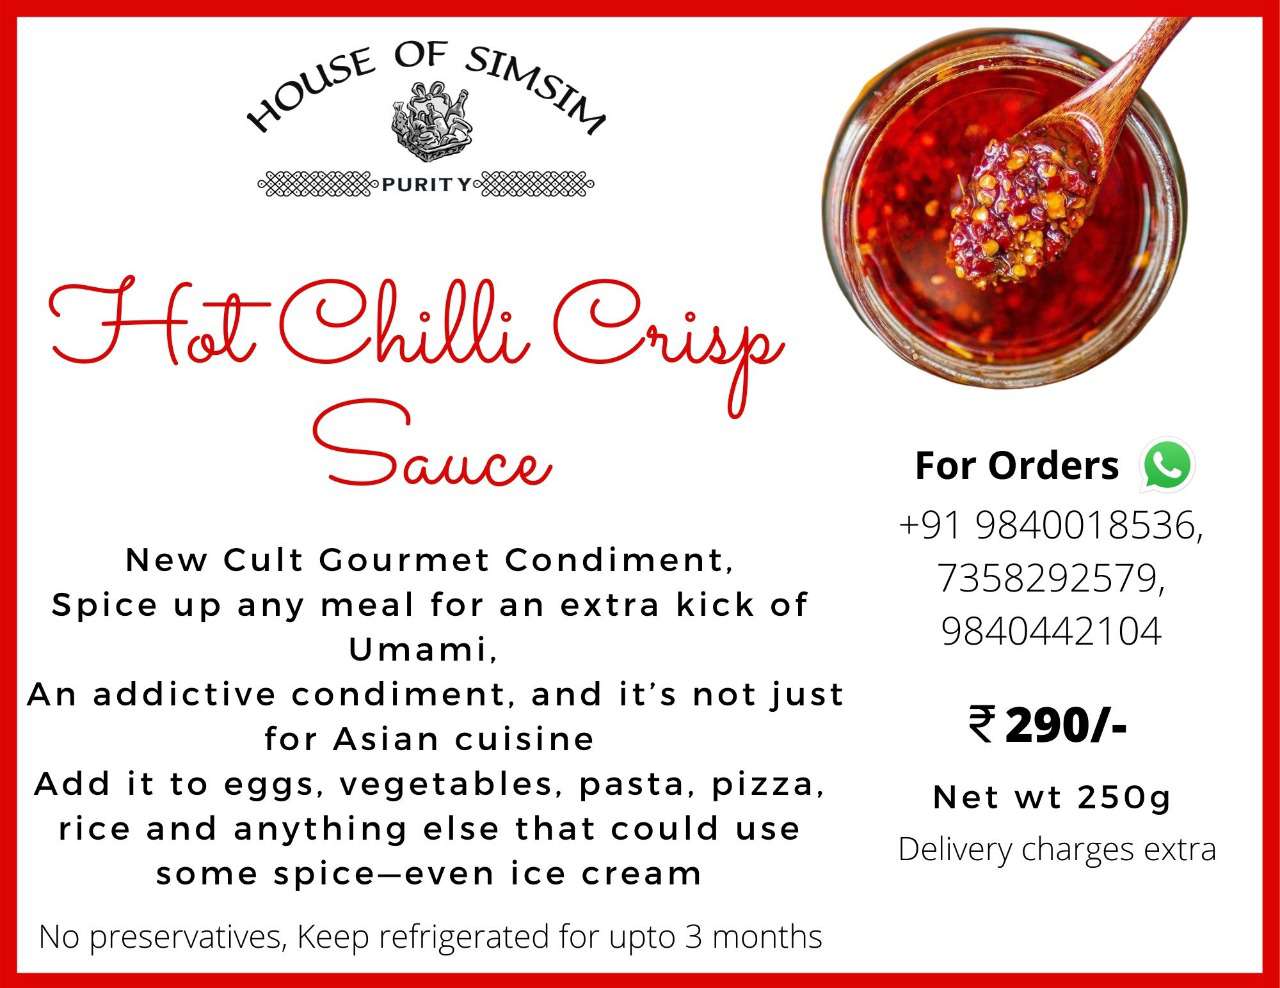 HOUSE OF SIMSIM
PURITY
Hot Chilli Crisp
Sauce
New Cult Gourmet Condiment,
Spice up any meal for an extra kick of
Umami,
An addictive condiment, and it's not just
for Asian cuisine
Add it to eggs, vegetables, pasta, pizza,
rice and anything else that could use
some spice—even ice cream
No preservatives, Keep refrigerated for upto 3 months
For Orders
+91 9840018536,
7358292579,
9840442104
₹ 290/-
Net wt 250g
Delivery charges extra